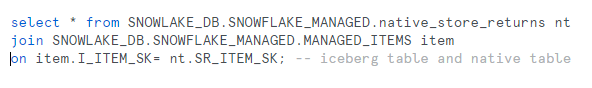 select * from SNOWLAKE_DB.SNOWFLAKE_MANAGED.native_store_returns nt
join SNOWLAKE_DB.SNOWFLAKE_MANAGED.MANAGED_ITEMS item
on item.I_ITEM_SK= nt.SR_ITEM_SK; -- iceberg table and native table